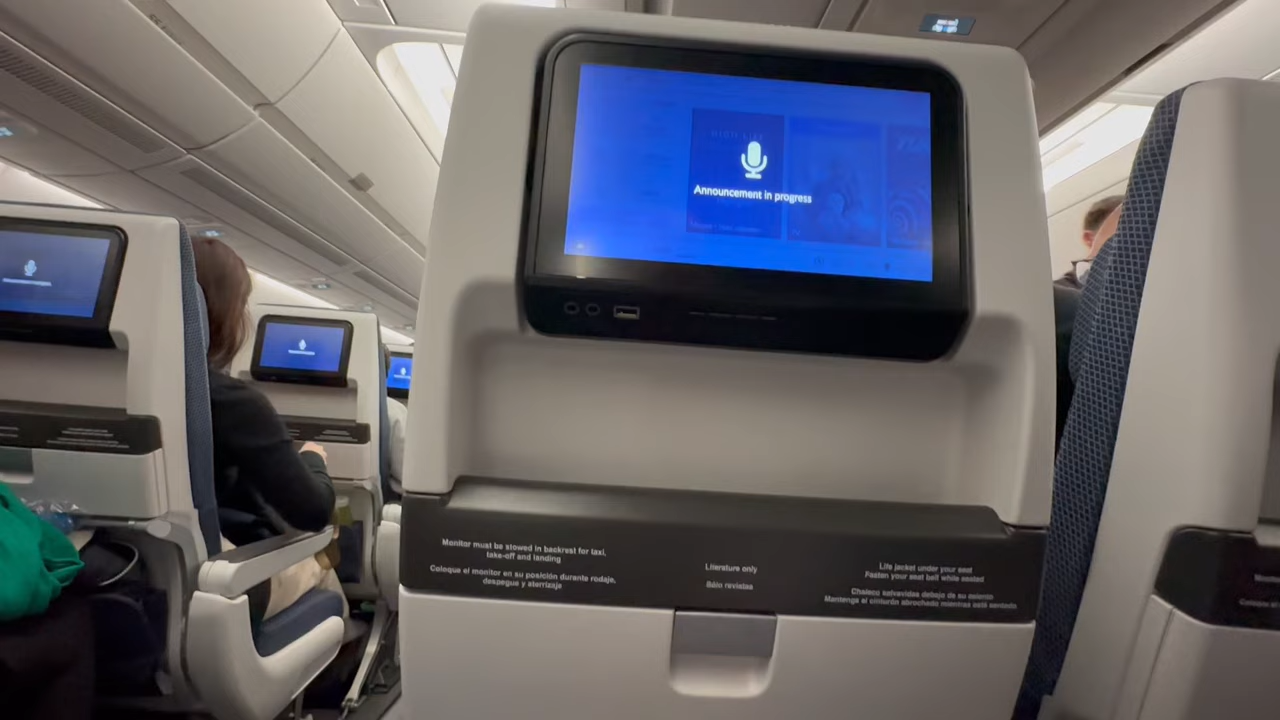 HIGH LIFE
Announcement in progress
Monitor must be stowed in backrest for taxi,
take-off and landing
Coloque el monitor en su posición durante rodaje,
despegue y aterrizaje
Literature only
Sólo revistas
Life jacket under your seat
Fasten your seat belt while seated
Chaleco salvavidas debajo de su asiento
Mantenga el cinturón abrochado mientras esté sentado